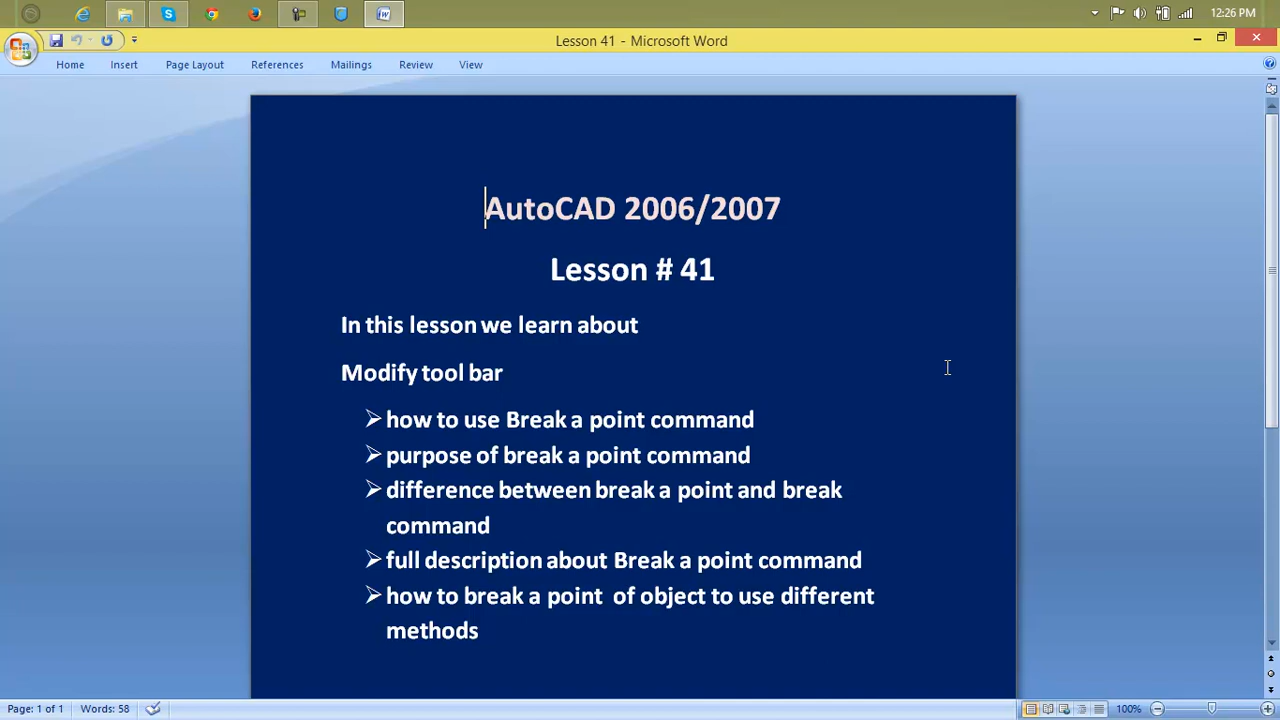 12:26 PM
Lesson 41 - Microsoft Word
Home Insert Page Layout References Mailings Review View
AutoCAD 2006/2007
Lesson # 41
In this lesson we learn about
Modify tool bar
how to use Break a point command
purpose of break a point command
difference between break a point and break
command
full description about Break a point command
how to break a point of object to use different
methods
Page: 1 of 1 Words: 58 100%